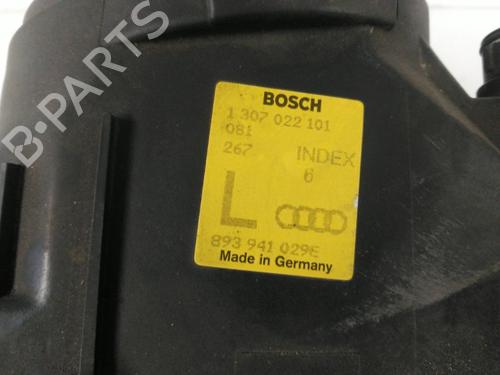 BOSCH
1 307 022 101
081
267 INDEX
6
L
893 941 029E
Made in Germany
B-PARTS